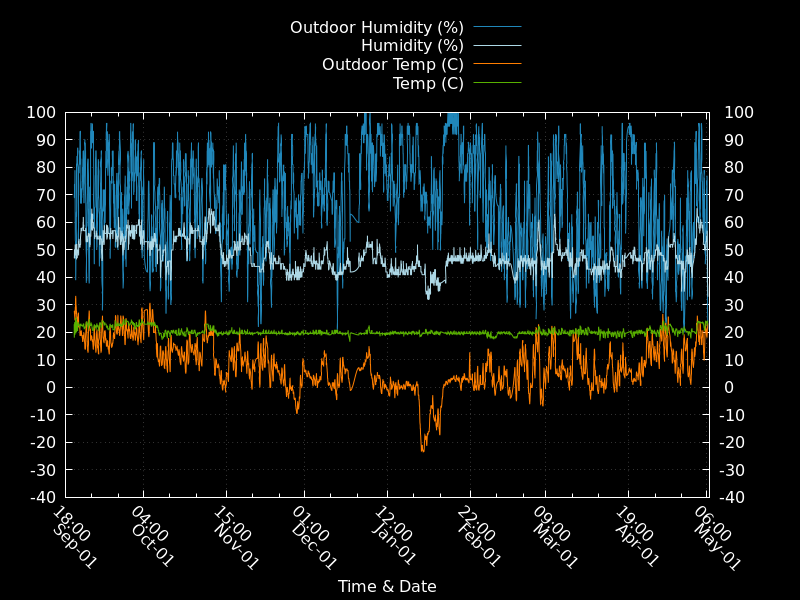 Outdoor Humidity (%)
Humidity (%)
Outdoor Temp (C)
Temp (C)
100 100
90 90
80 80
70 70
60 60
50 50
40 40
30 30
20 20
10 10
0 0
-10 -10
-20 -20
-30 -30
-40 -40
18:00
Sep-01
04:00
Oct-01
15:00
Nov-01
01:00
Dec-01
12:00
Jan-01
22:00
Feb-01
09:00
Mar-01
19:00
Apr-01
06:00
May-01
Time & Date